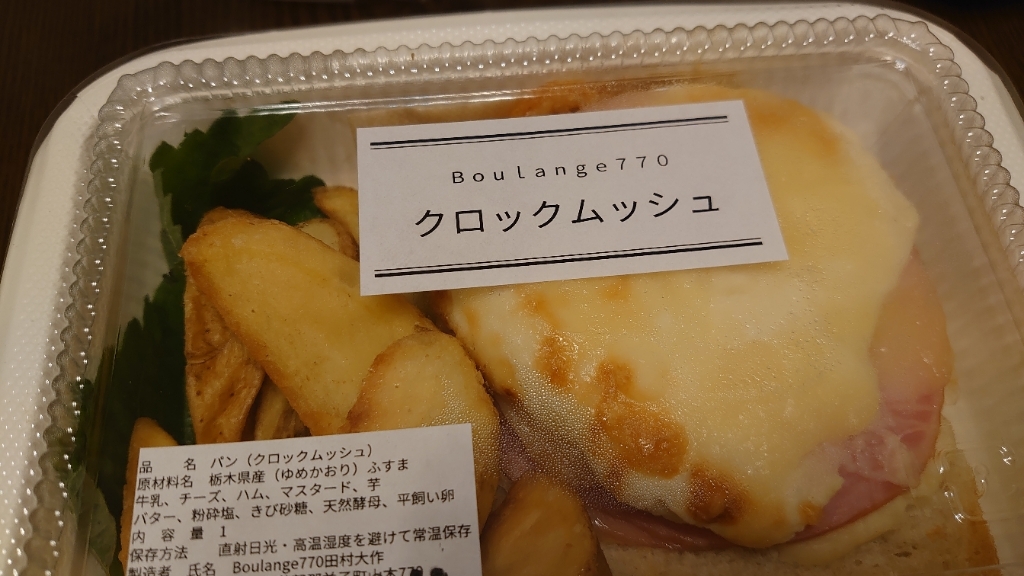 Boulange770
クロックムッシュ
品　　名　パン（クロックムッシュ）
原材料名　栃木県産（ゆめかおり）ふすま
牛乳、チーズ、ハム、マスタード、芋
バター、粉砕塩、きび砂糖、天然酵母、平飼い卵
内　容　量　1
保存方法　　直射日光・高温湿度を避けて常温保存
製造者　氏名　Boulange770田村大作